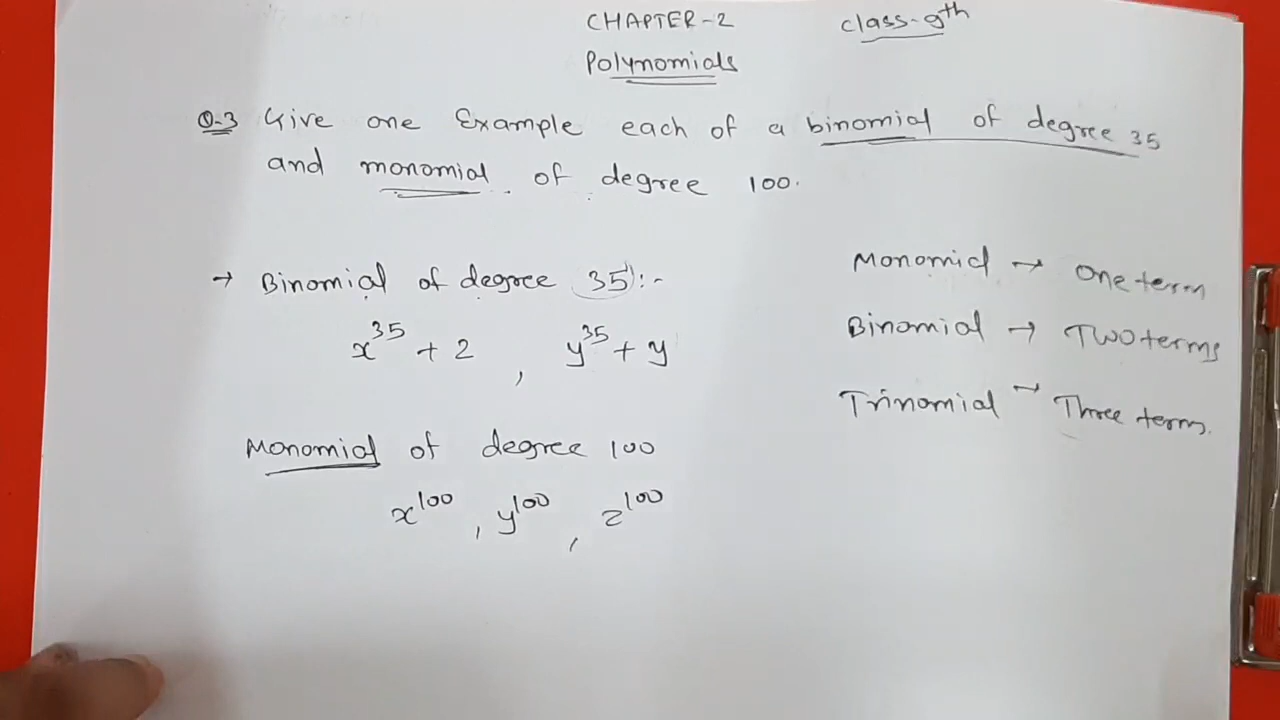 CHAPTER-2 class-9th
Polynomials
Q-3 Give one Example each of a binomial of degree 35
and monomial of degree 100.
→ Binomial of degree 35:-
x^35 + 2 , y^35 + y
Monomial of degree 100
x^100 , y^100 , z^100
Monomial → One term
Binomial → Two terms
Trinomial → Three terms.